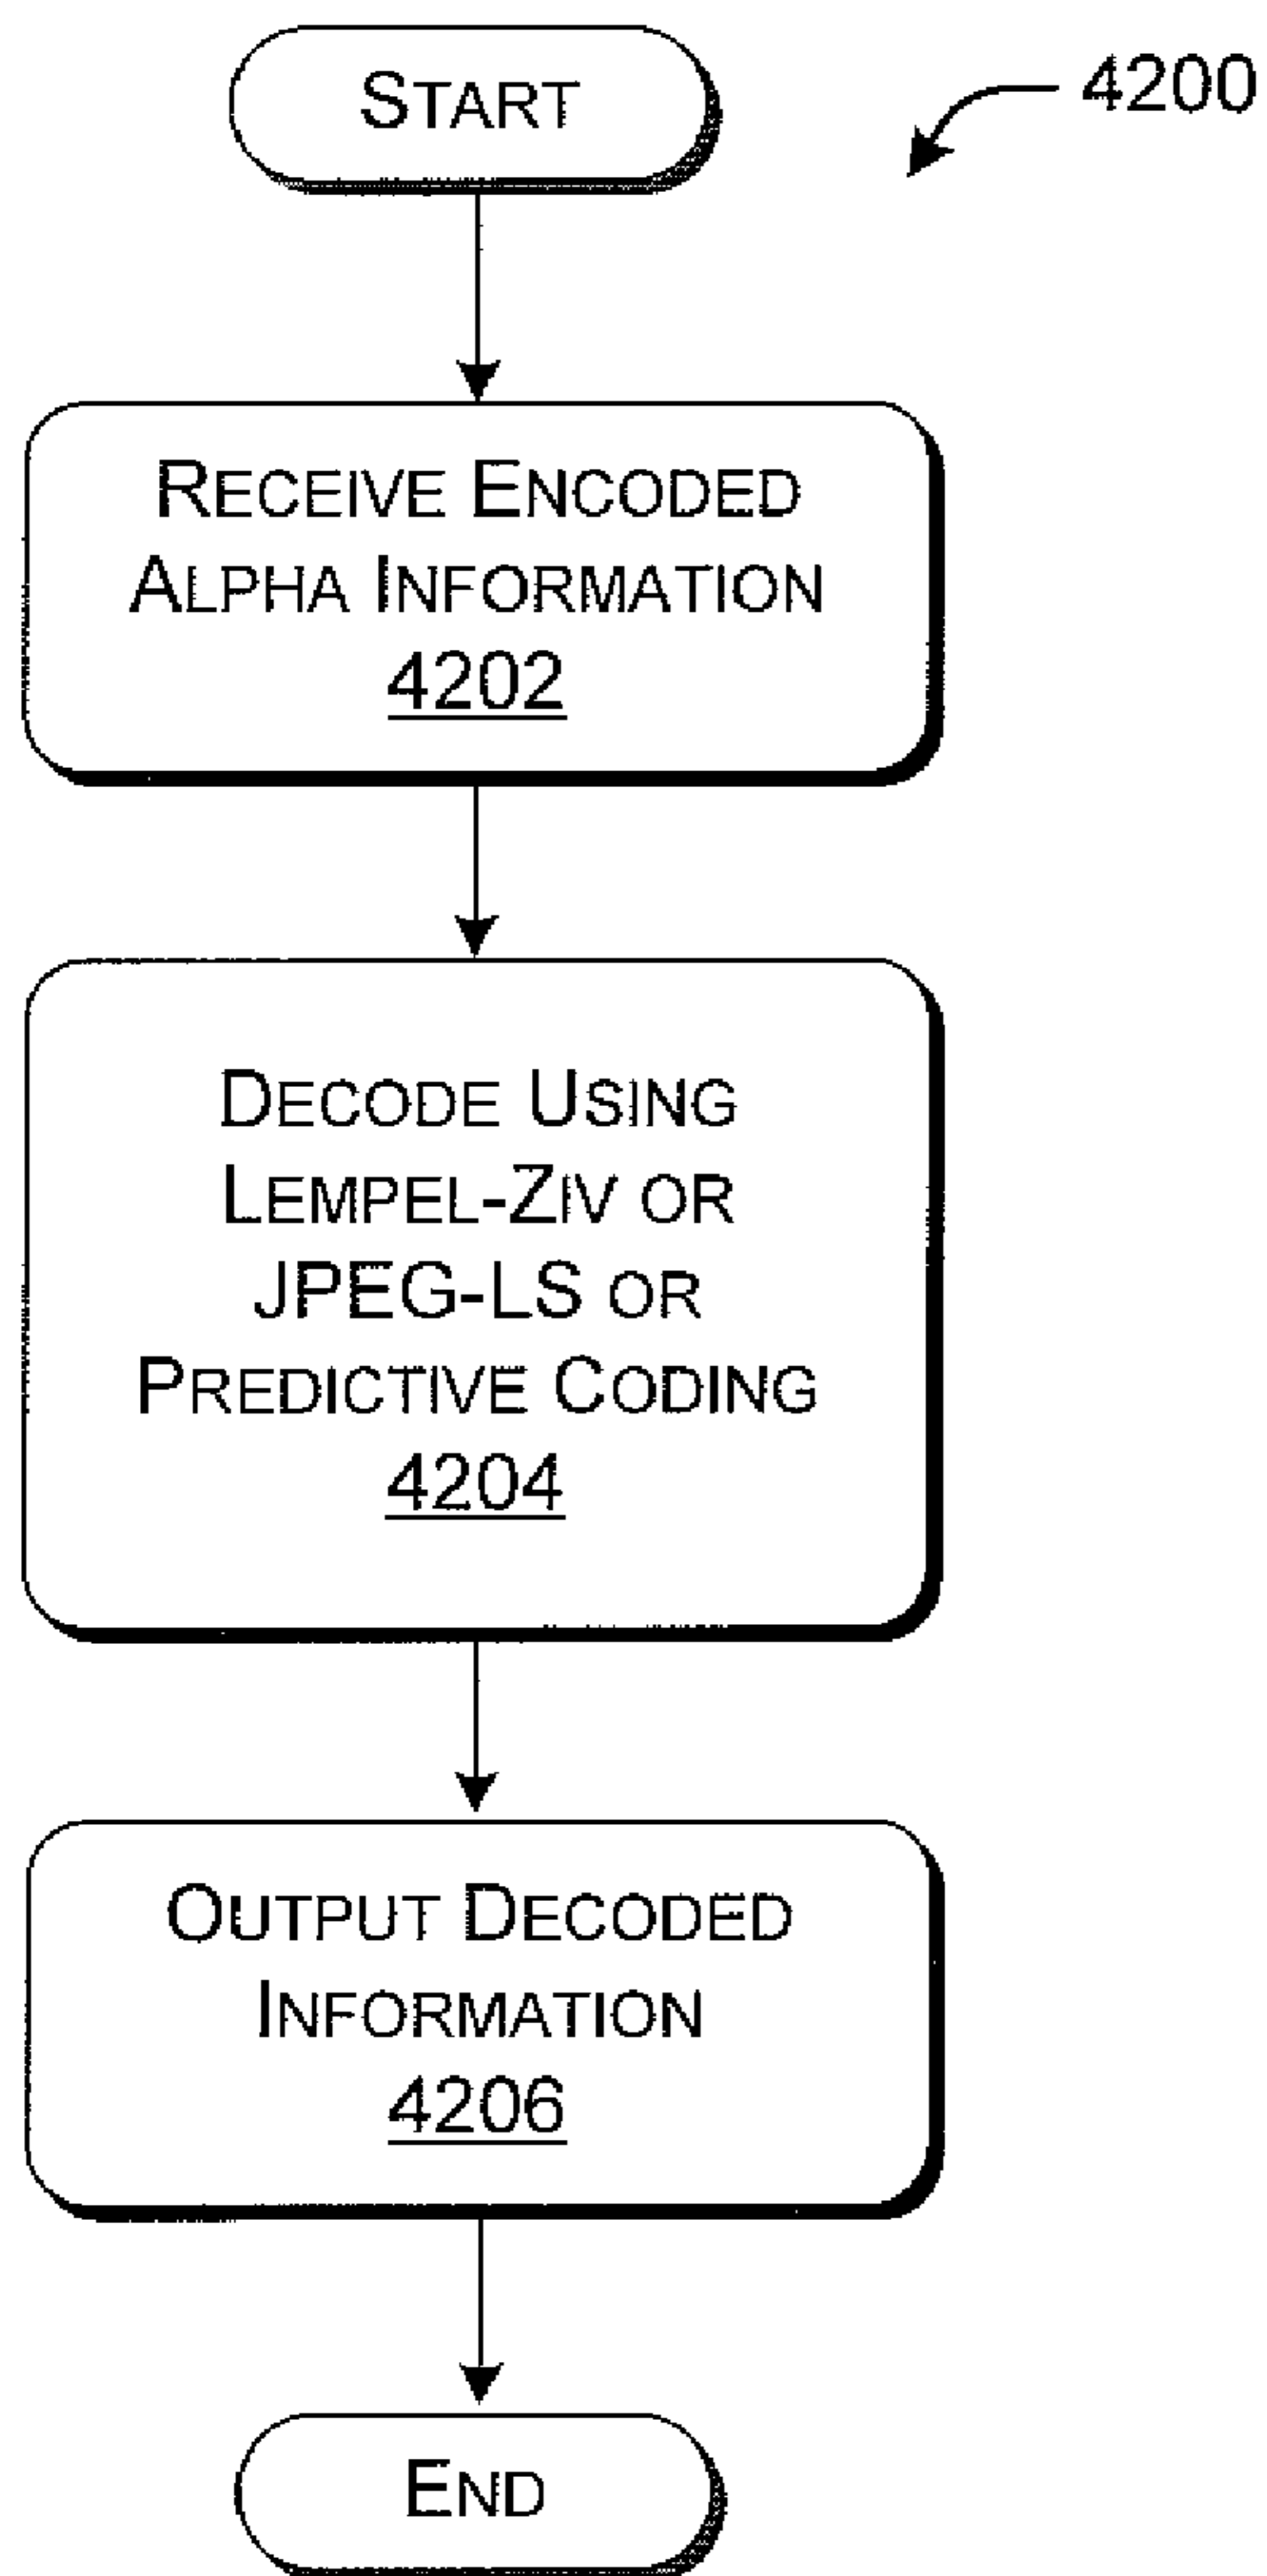 START
4200
RECEIVE ENCODED
ALPHA INFORMATION
4202
DECODE USING
LEMPEL-ZIV OR
JPEG-LS OR
PREDICTIVE CODING
4204
OUTPUT DECODED
INFORMATION
4206
END